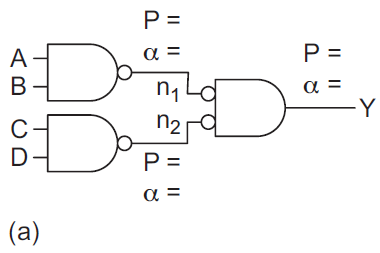 P =
α =
A
B
n1
P =
α =
Y
C
D
n2
P =
α =
(a)